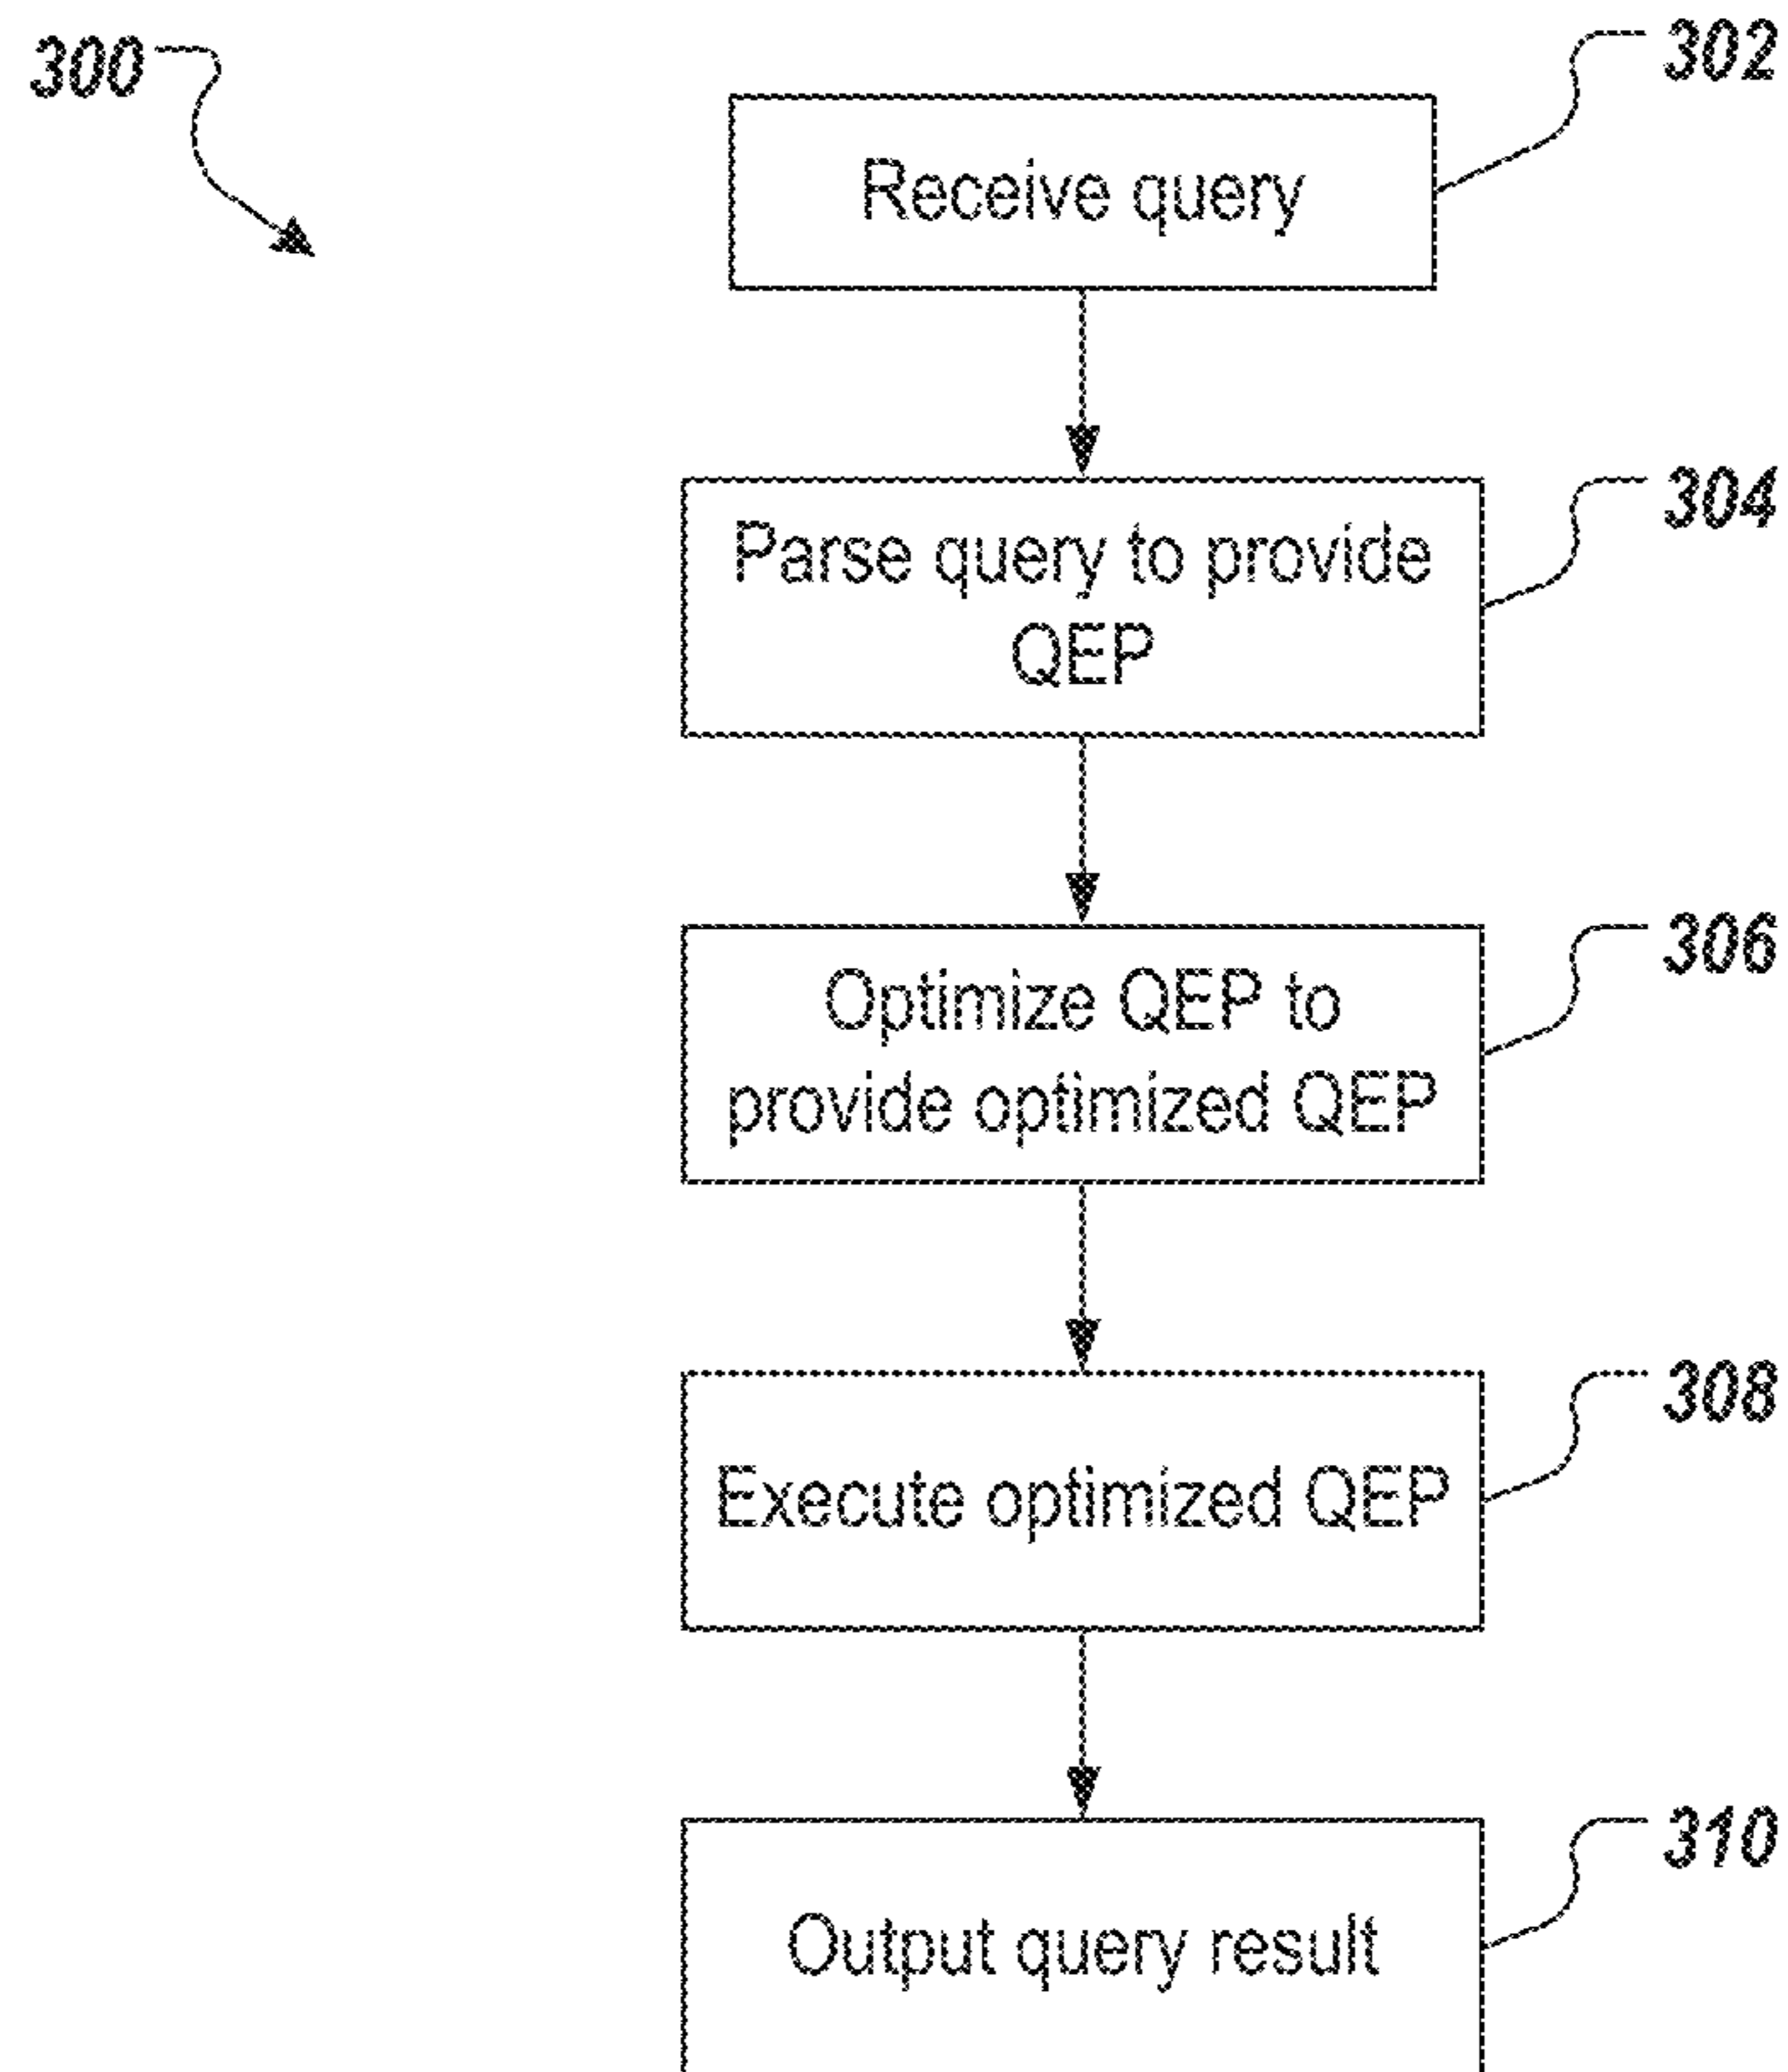 300
302
Receive query
304
Parse query to provide
QEP
306
Optimize QEP to
provide optimized QEP
308
Execute optimized QEP
310
Output query result